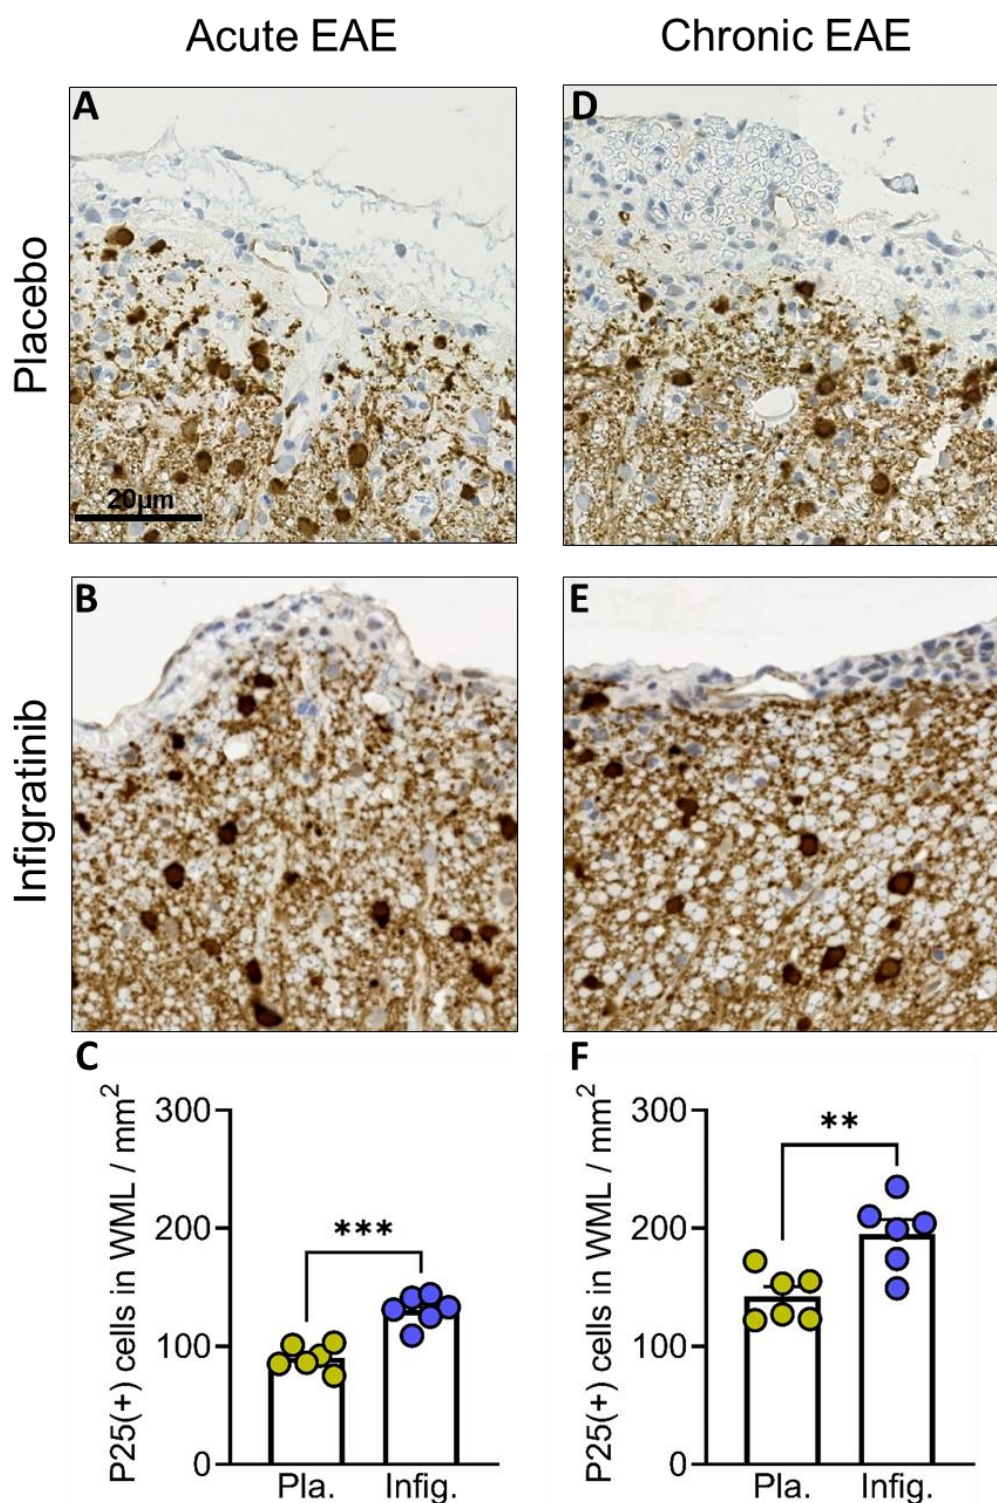 Acute EAE
Chronic EAE
Placebo
A
20µm
D
Infigratinib
B
E
C
P25(+) cells in WML / mm²
300
200
100
0
***
Pla.
Infig.
F
P25(+) cells in WML / mm²
300
200
100
0
**
Pla.
Infig.